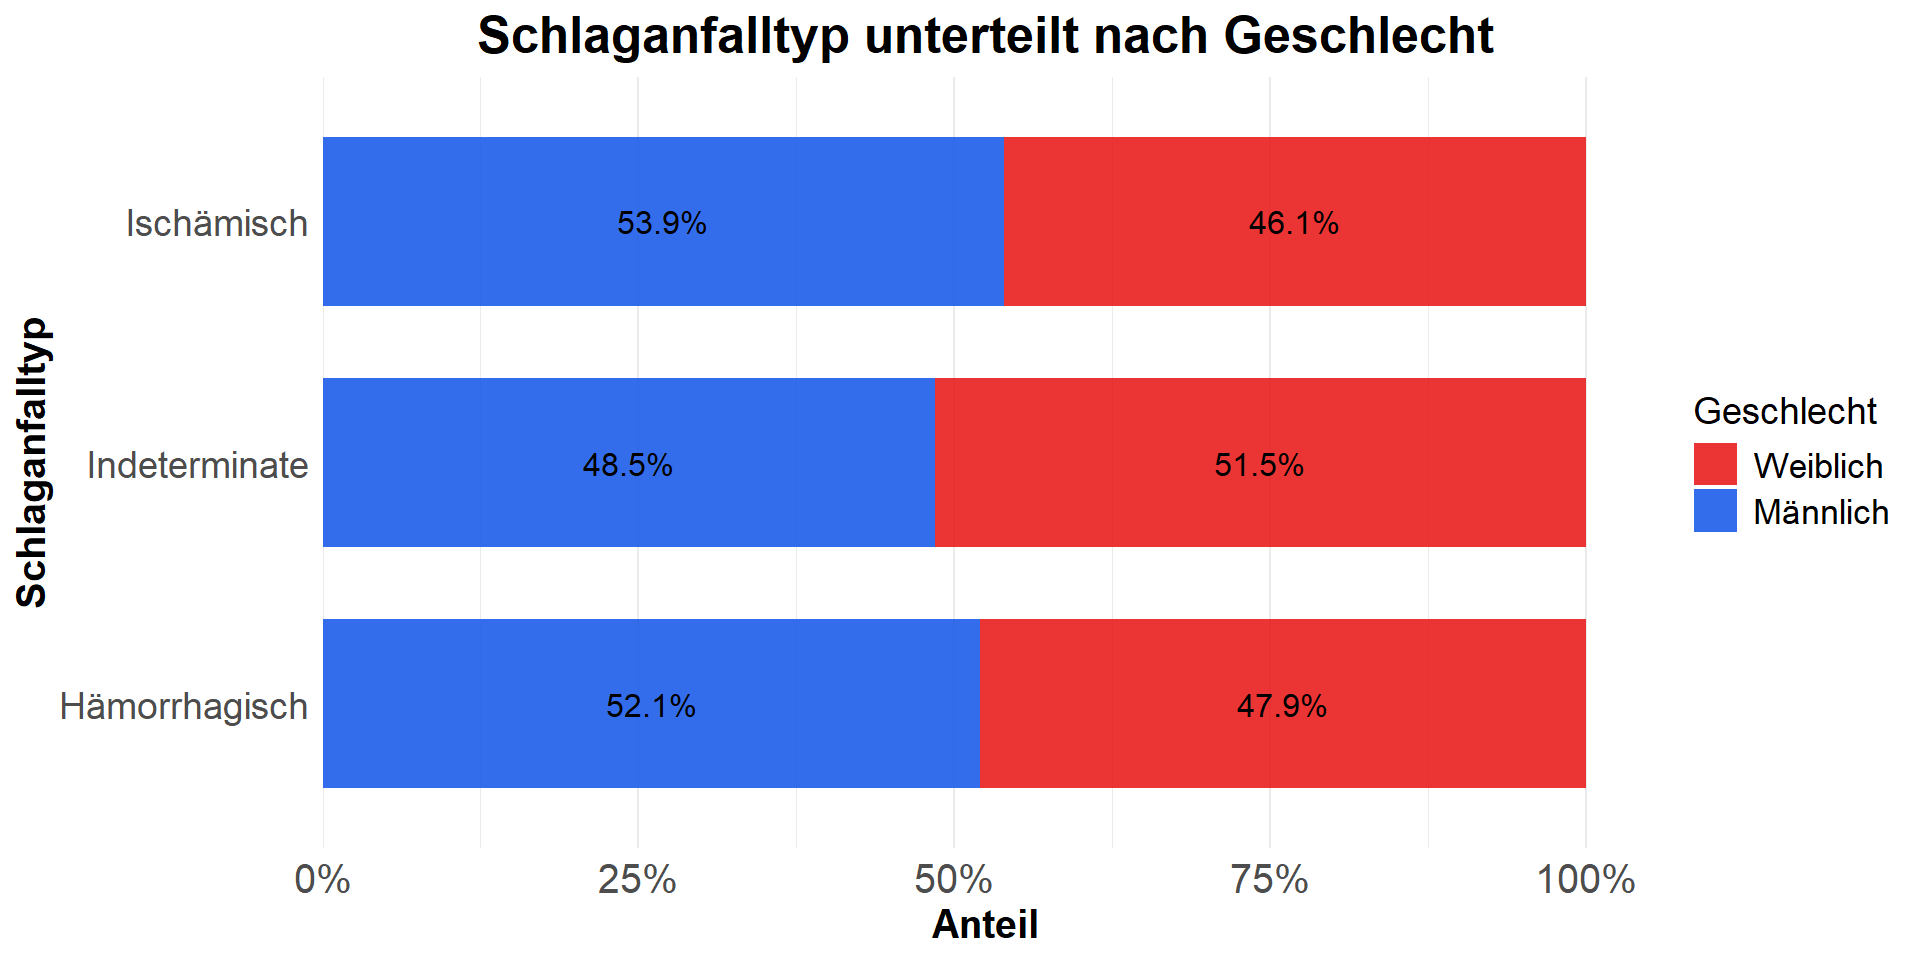 Schlaganfalltyp unterteilt nach Geschlecht
Schlaganfalltyp
Ischämisch
53.9%
46.1%
Indeterminate
48.5%
51.5%
Hämorrhagisch
52.1%
47.9%
0%
25%
50%
75%
100%
Anteil
Geschlecht
Weiblich
Männlich